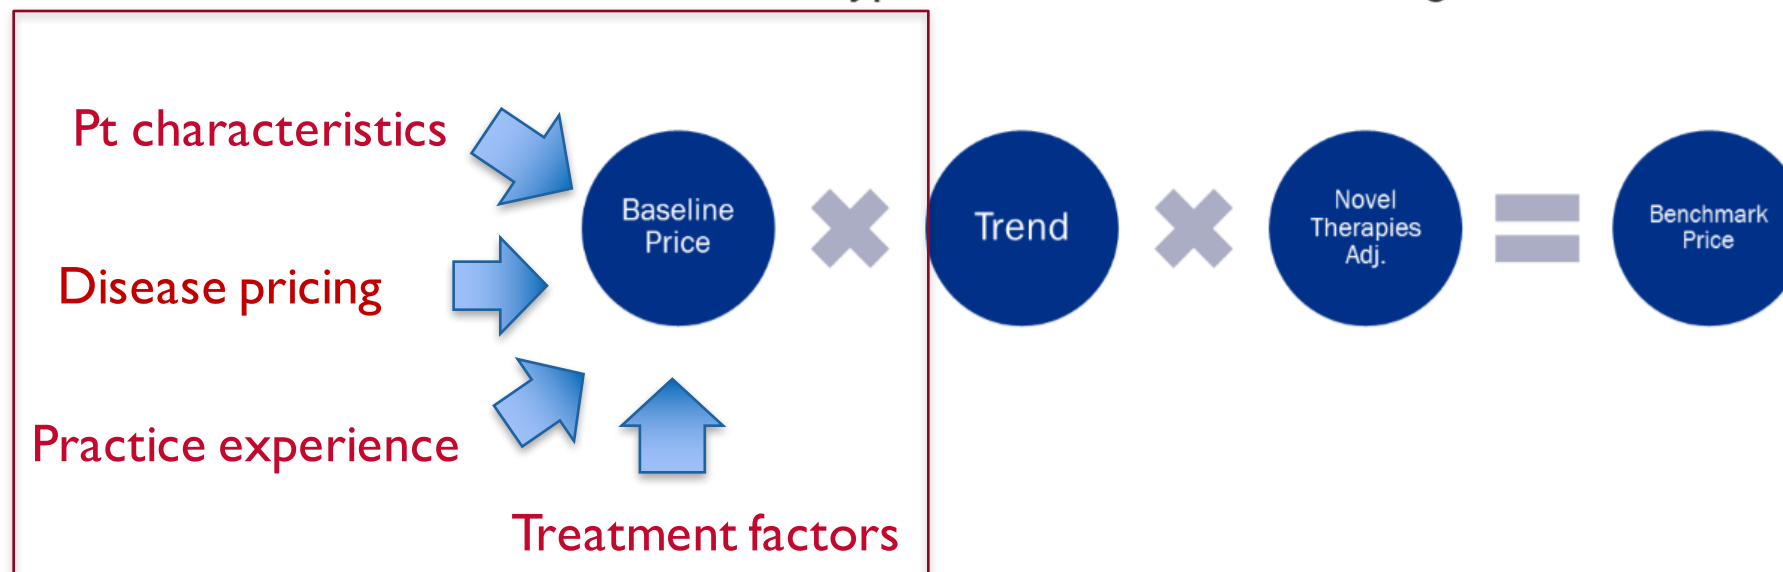 Pt characteristics
Disease pricing
Practice experience
Treatment factors
Baseline
Price
Trend
Novel
Therapies
Adj.
Benchmark
Price